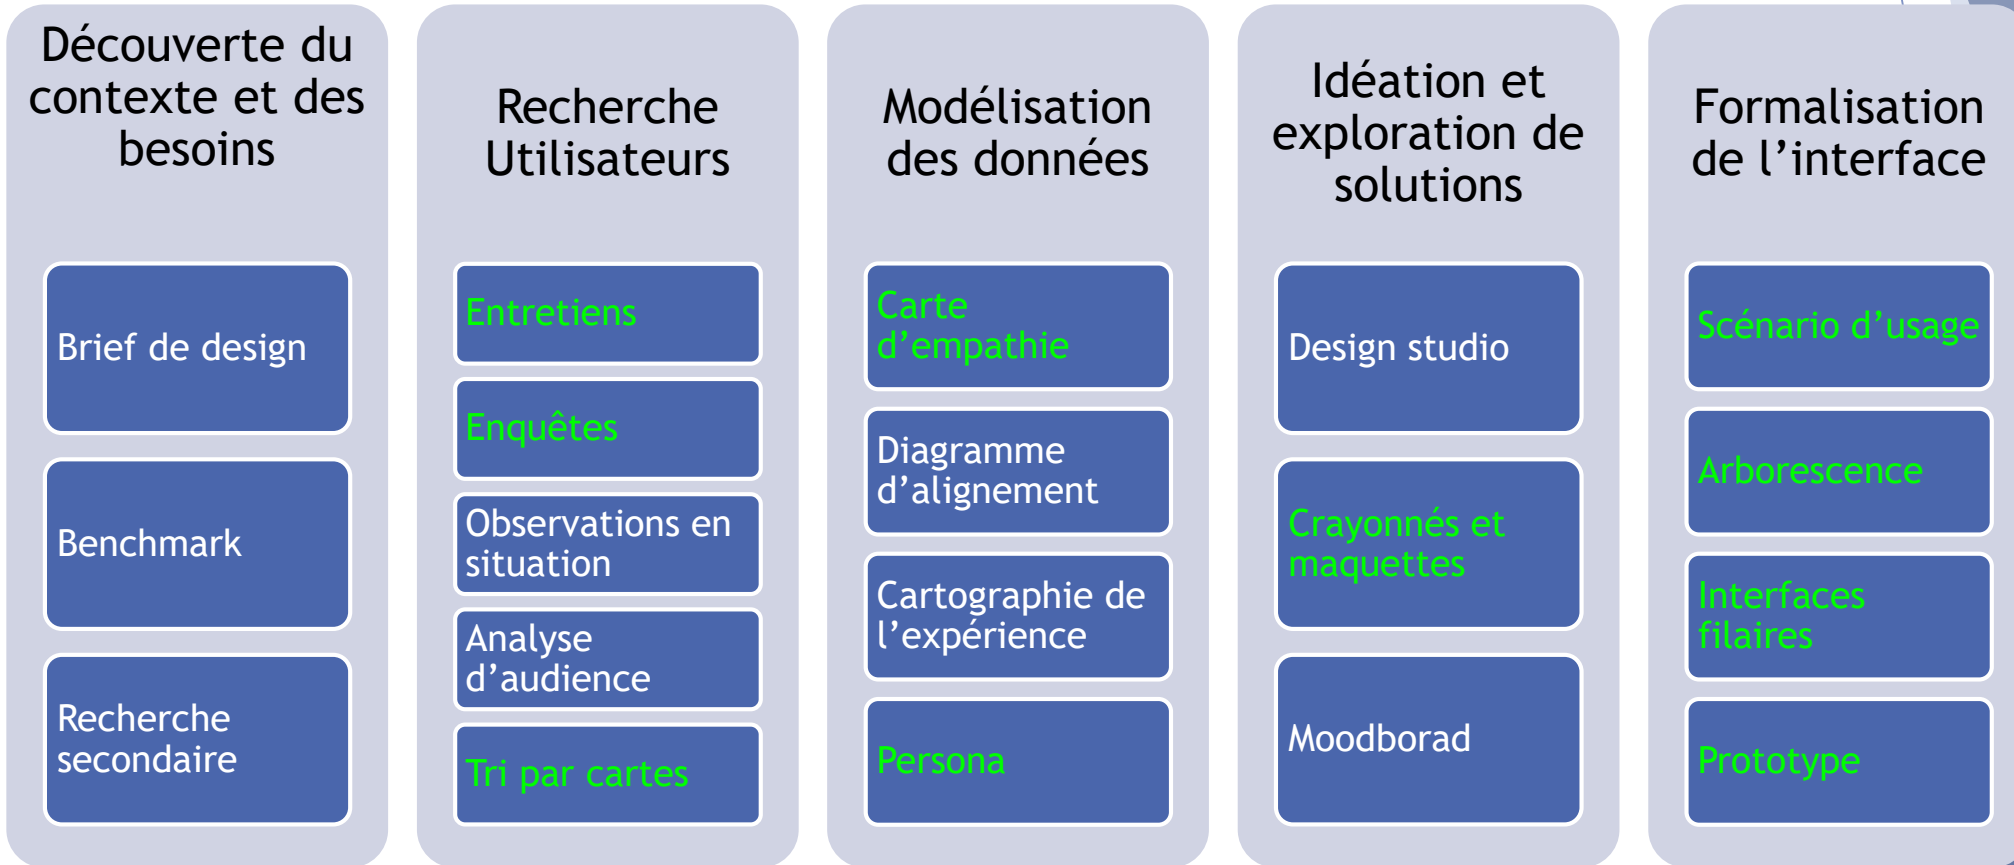 Découverte du
contexte et des
besoins
Brief de design
Benchmark
Recherche
secondaire
Recherche
Utilisateurs
Entretiens
Enquêtes
Observations en
situation
Analyse
d’audience
Tri par cartes
Modélisation
des données
Carte
d’empathie
Diagramme
d’alignement
Cartographie de
l’expérience
Persona
Idéation et
exploration de
solutions
Design studio
Crayonnés et
maquettes
Moodborad
Formalisation
de l’interface
Scénario d’usage
Arborescence
Interfaces
filaires
Prototype